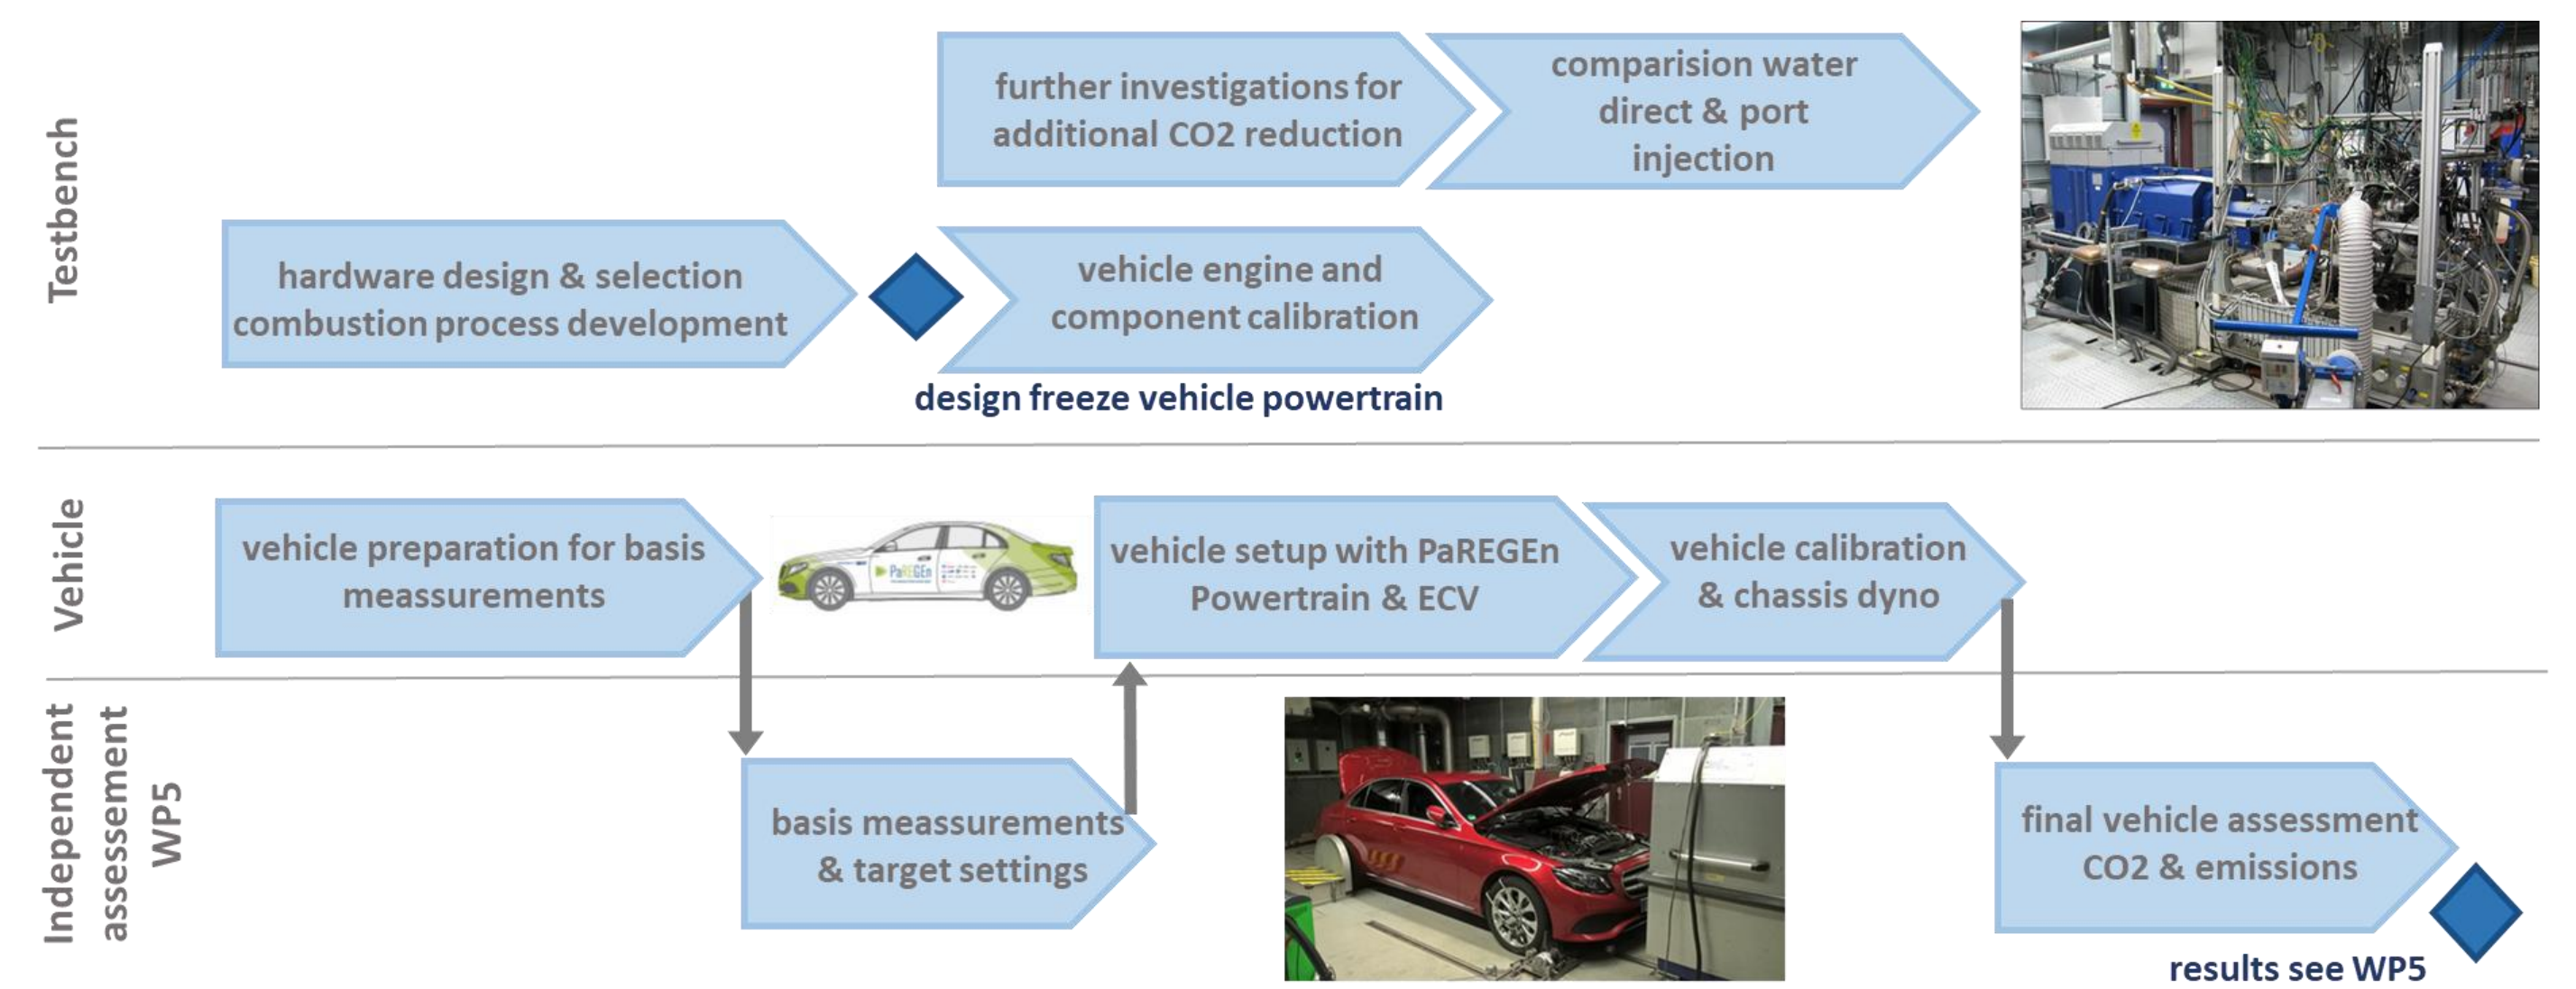 Testbench
further investigations for
additional CO2 reduction
comparision water
direct & port
injection
hardware design & selection
combustion process development
vehicle engine and
component calibration
design freeze vehicle powertrain
Vehicle
vehicle preparation for basis
meassurements
PaREGEn
vehicle setup with PaREGEn
Powertrain & ECV
vehicle calibration
& chassis dyno
Independent
assessement
WP5
basis meassurements
& target settings
final vehicle assessment
CO2 & emissions
results see WP5